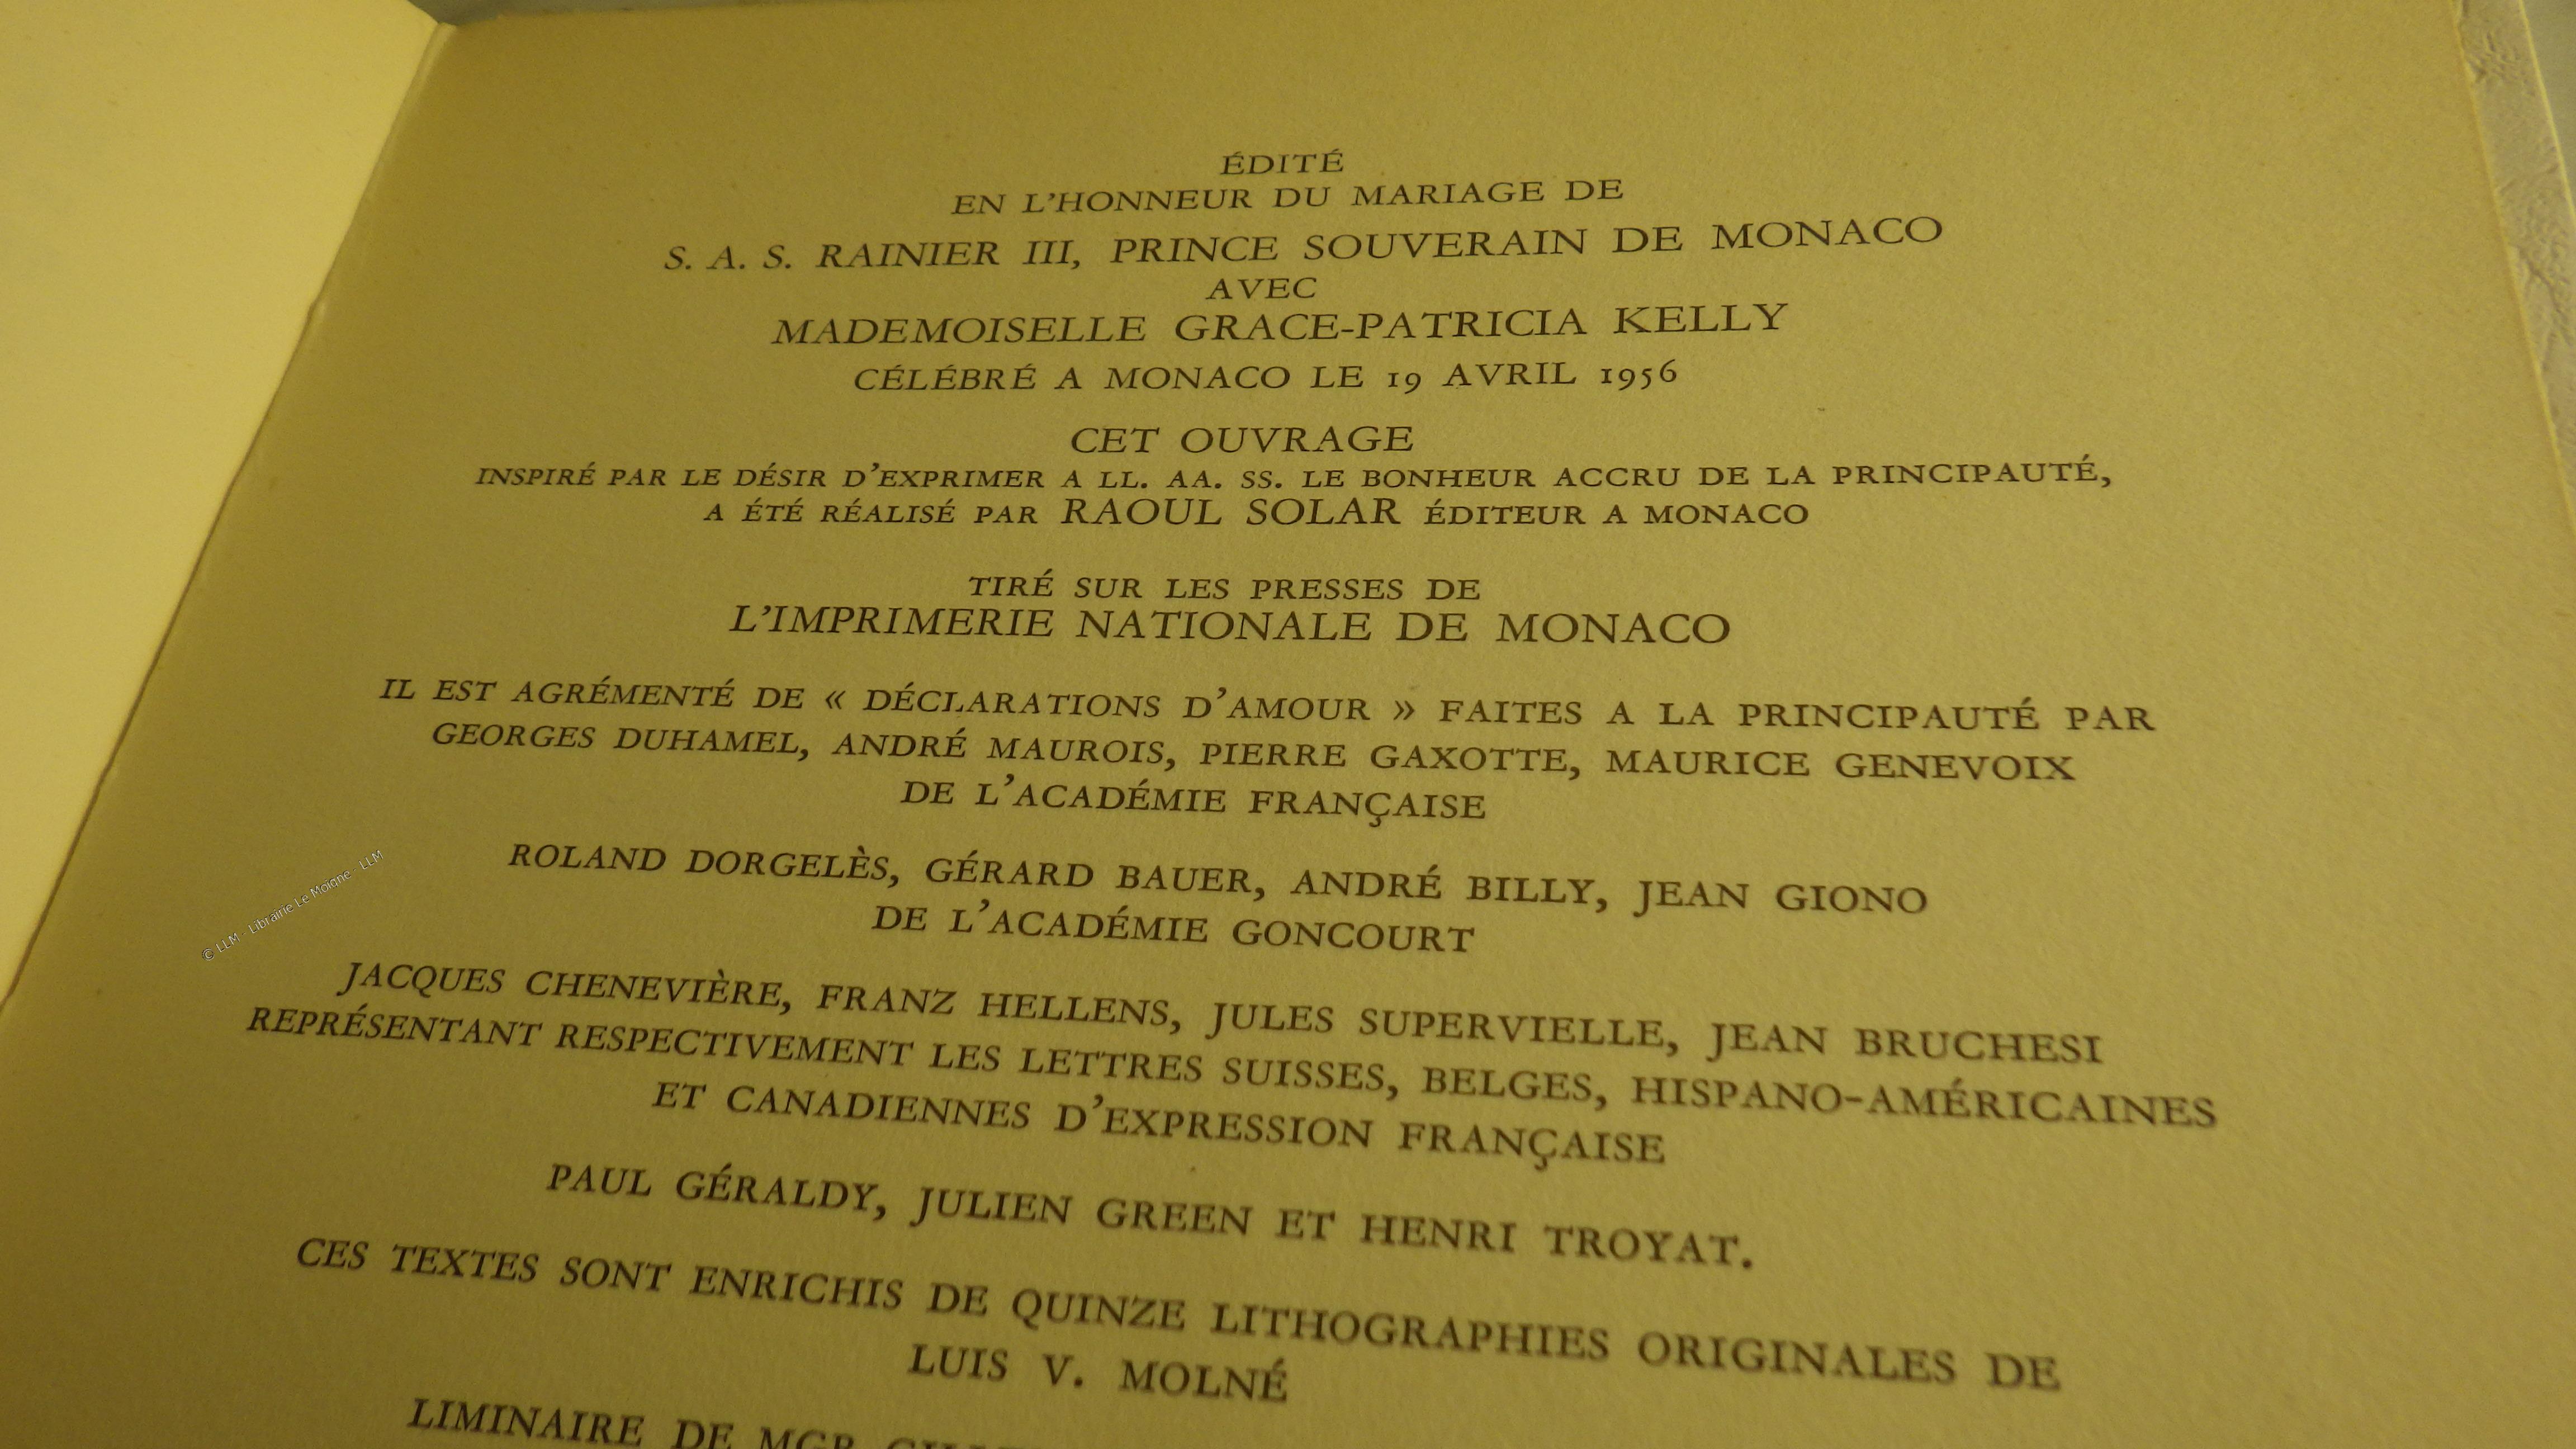 ÉDITÉ
EN L'HONNEUR DU MARIAGE DE
S. A. S. RAINIER III, PRINCE SOUVERAIN DE MONACO
AVEC
MADEMOISELLE GRACE-PATRICIA KELLY
CÉLÉBRÉ A MONACO LE 19 AVRIL 1956
CET OUVRAGE
INSPIRÉ PAR LE DÉSIR D'EXPRIMER A LL. AA. SS. LE BONHEUR ACCRU DE LA PRINCIPAUTÉ,
A ÉTÉ RÉALISÉ PAR RAOUL SOLAR ÉDITEUR A MONACO
TIRÉ SUR LES PRESSES DE
L'IMPRIMERIE NATIONALE DE MONACO
IL EST AGRÉMENTÉ DE « DÉCLARATIONS D'AMOUR » FAITES A LA PRINCIPAUTÉ PAR
GEORGES DUHAMEL, ANDRÉ MAUROIS, PIERRE GAXOTTE, MAURICE GENEVOIX
DE L'ACADÉMIE FRANÇAISE
ROLAND DORGELÈS, GÉRARD BAUER, ANDRÉ BILLY, JEAN GIONO
DE L'ACADÉMIE GONCOURT
JACQUES CHENEVIÈRE, FRANZ HELLENS, JULES SUPERVIELLE, JEAN BRUCHESI
REPRÉSENTANT RESPECTIVEMENT LES LETTRES SUISSES, BELGES, HISPANO-AMÉRICAINES
ET CANADIENNES D'EXPRESSION FRANÇAISE
PAUL GÉRALDY, JULIEN GREEN ET HENRI TROYAT.
CES TEXTES SONT ENRICHIS DE QUINZE LITHOGRAPHIES ORIGINALES DE
LUIS V. MOLNÉ
LIMINAIRE DE MGR
© LLM - Librairie Le Moigne - LLM